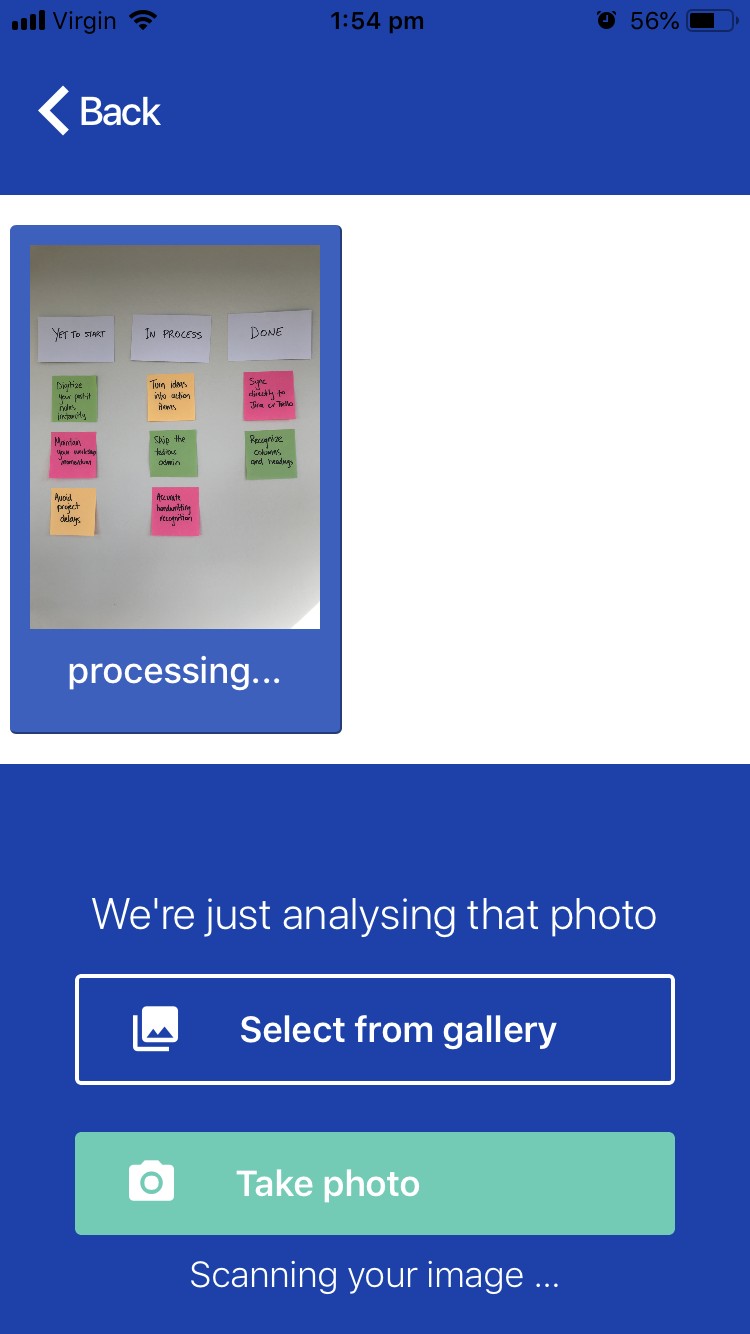 Virgin 1:54 pm 56%
Back
YET TO START IN PROCESS DONE
Digitize
your post-it
notes
instantly
Turn ideas
into action
items
Sync
directly to
Jira or Trello
Maintain
your workshop
momentum
Skip the
tedious
admin
Recognize
columns
and headings
Avoid
project
delays
Accurate
handwriting
recognition
processing...
We're just analysing that photo
Select from gallery
Take photo
Scanning your image ...